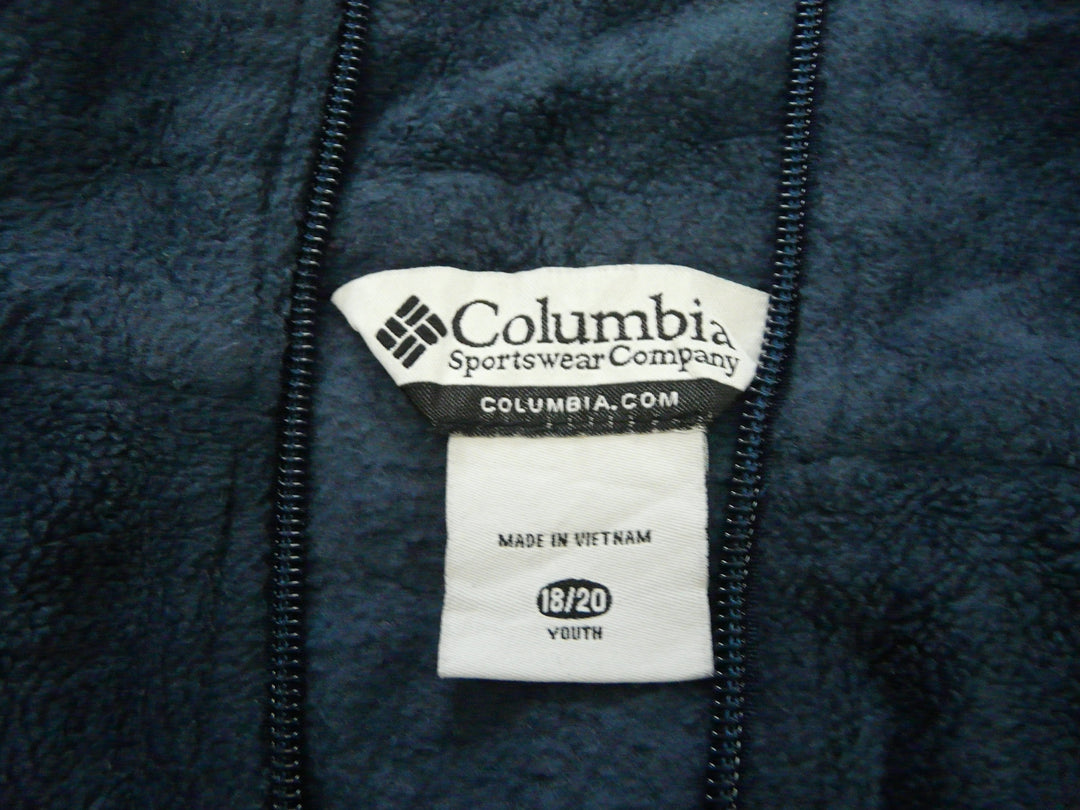 Columbia
Sportswear Company
COLUMBIA.COM
MADE IN VIETNAM
18/20
YOUTH